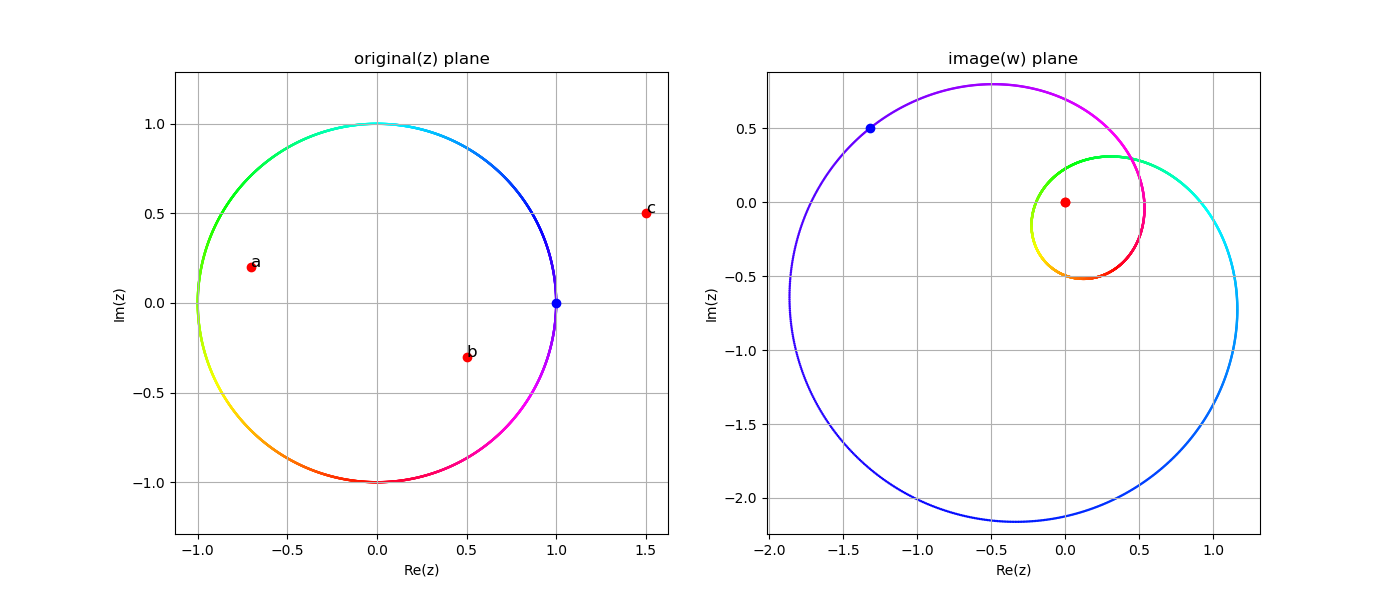 original(z) plane
1.0
0.5
0.0
−0.5
−1.0
Im(z)
a
b
c
−1.0 −0.5 0.0 0.5 1.0 1.5
Re(z)
image(w) plane
0.5
0.0
−0.5
−1.0
−1.5
−2.0
Im(z)
−2.0 −1.5 −1.0 −0.5 0.0 0.5 1.0
Re(z)